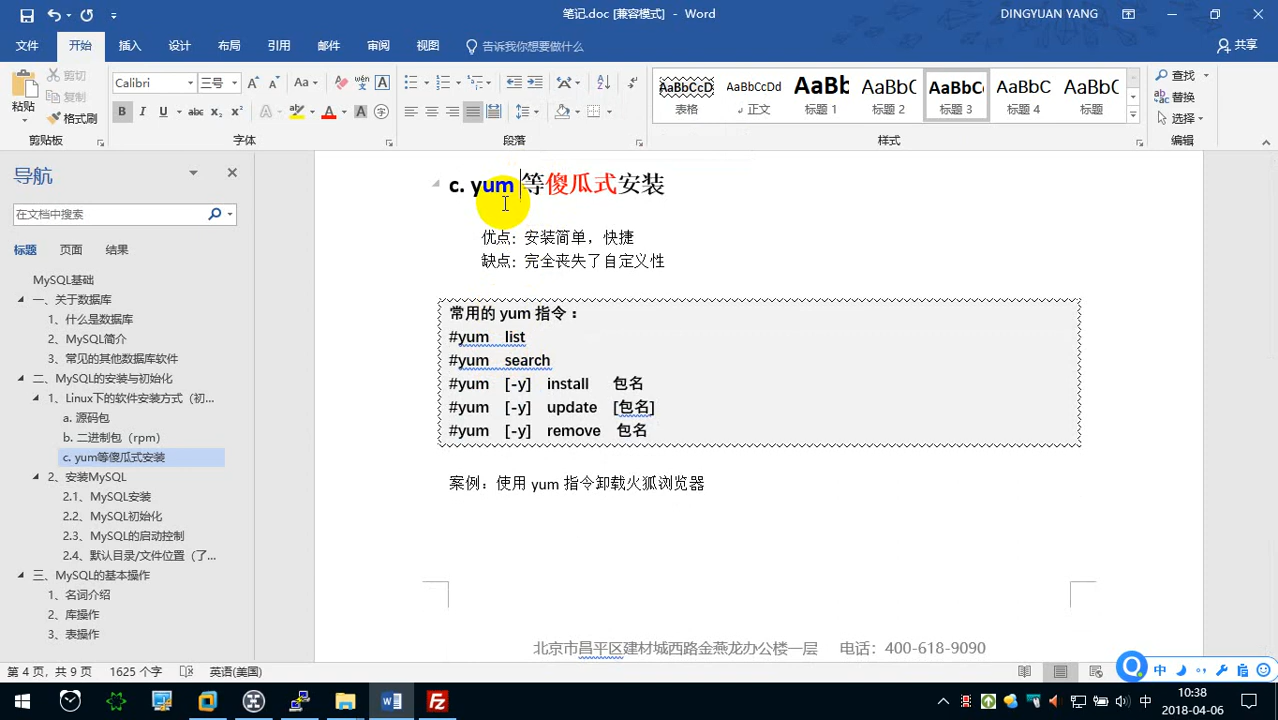 笔记.doc [兼容模式] - Word
DINGYUAN YANG
文件 开始 插入 设计 布局 引用 邮件 审阅 视图 告诉我你想要做什么 共享
粘贴 剪切
复制
格式刷
剪贴板
Calibri 三号
字体
段落
AaBbCcD 表格
AaBbCcDd 正文
AaBb 标题 1
AaBbC 标题 2
AaBbC 标题 3
AaBbC 标题 4
AaBbC 标题
样式
查找
替换
选择
编辑
导航
在文档中搜索
标题 页面 结果
MySQL基础
一、关于数据库
1、什么是数据库
2、MySQL简介
3、常见的其他数据库软件
二、MySQL的安装与初始化
1、Linux下的软件安装方式（初...
a. 源码包
b. 二进制包（rpm）
c. yum等傻瓜式安装
2、安装MySQL
2.1、MySQL安装
2.2、MySQL初始化
2.3、MySQL的启动控制
2.4、默认目录/文件位置（了...
三、MySQL的基本操作
1、名词介绍
2、库操作
3、表操作
c. yum 等傻瓜式安装
优点：安装简单，快捷
缺点：完全丧失了自定义性
常用的 yum 指令：
#yum list
#yum search
#yum [-y] install 包名
#yum [-y] update [包名]
#yum [-y] remove 包名
案例：使用 yum 指令卸载火狐浏览器
北京市昌平区建材城西路金燕龙办公楼一层 电话：400-618-9090
第 4 页，共 9 页 1625 个字 英语(美国)
中
中
10:38
2018-04-06